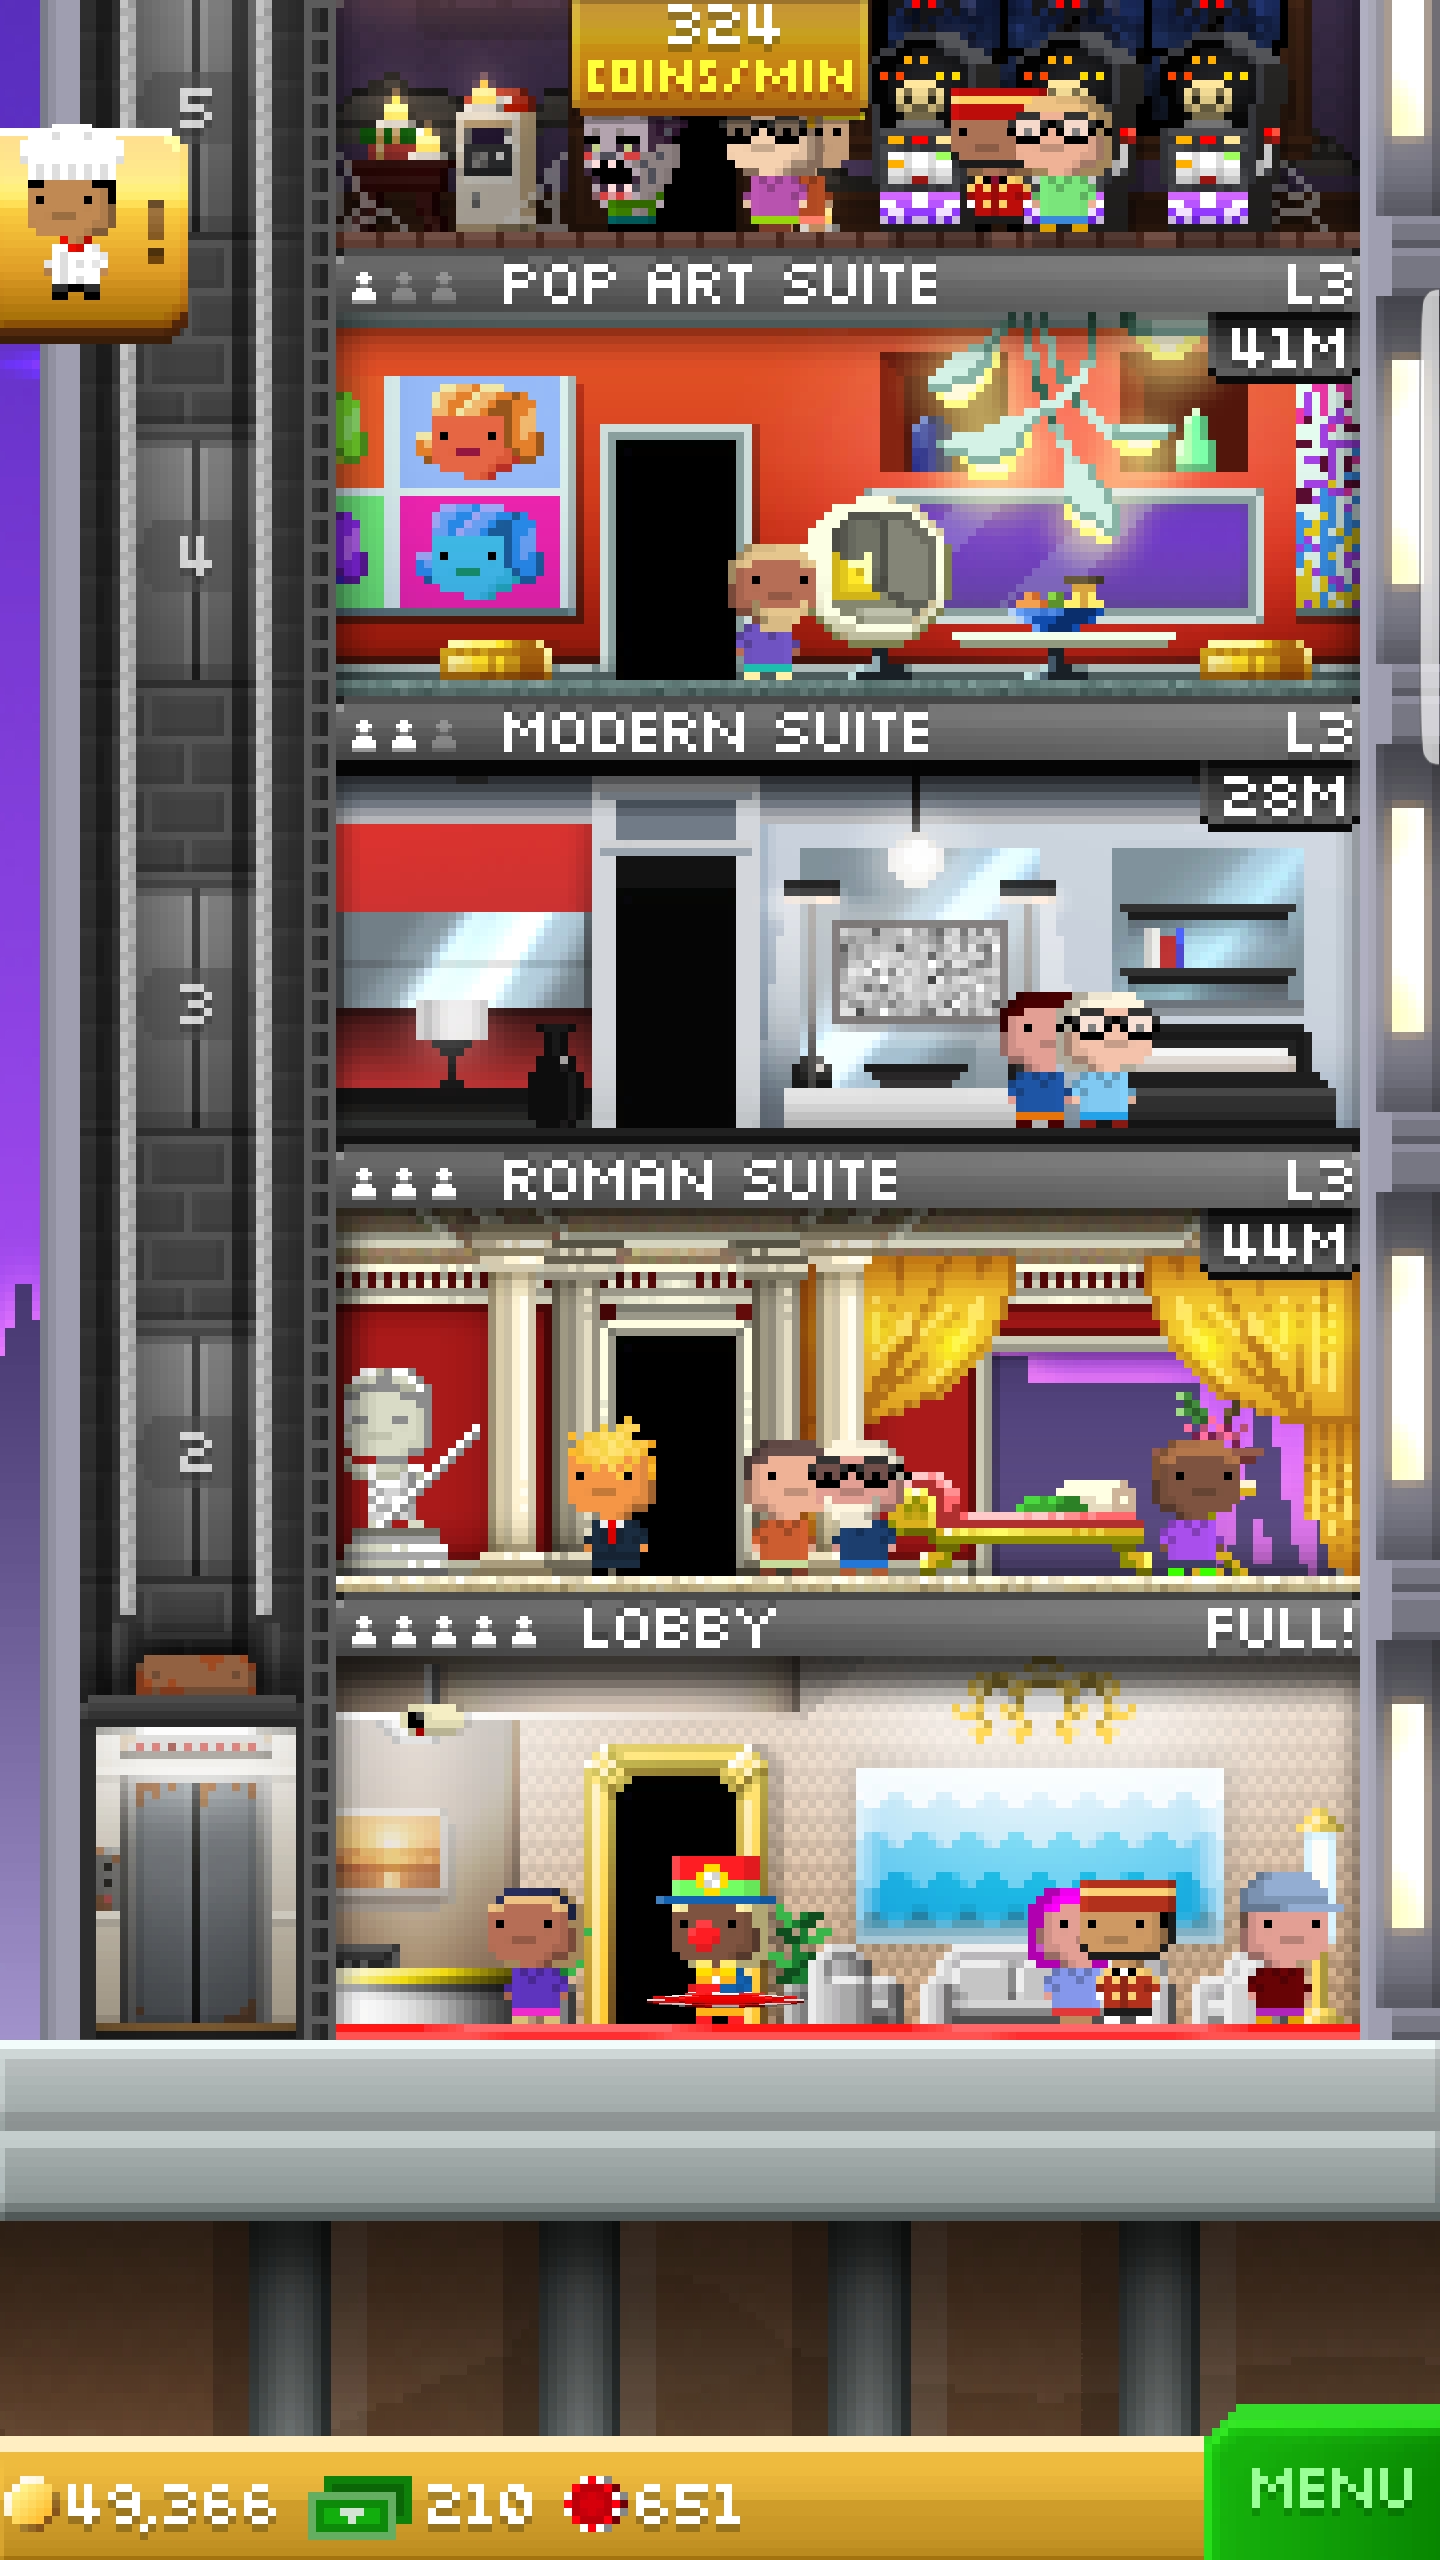 324
COINS/MIN
5
!
POP ART SUITE L3
41M
4
MODERN SUITE L3
28M
3
ROMAN SUITE L3
44M
2
LOBBY FULL!
49,366 210 651
MENU